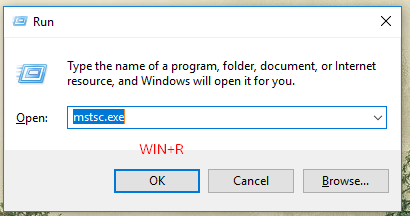 Run
Type the name of a program, folder, document, or Internet
resource, and Windows will open it for you.
Open: mstsc.exe
WIN+R
OK Cancel Browse...